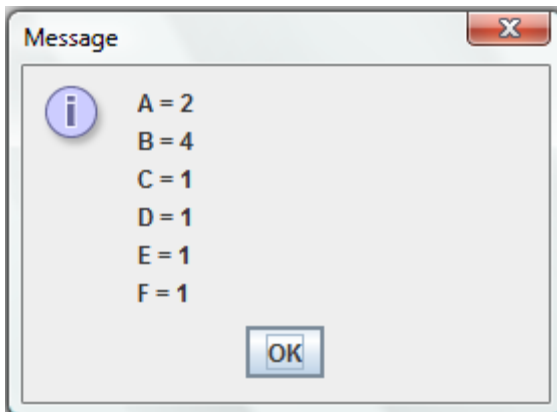 Message
A = 2
B = 4
C = 1
D = 1
E = 1
F = 1
OK